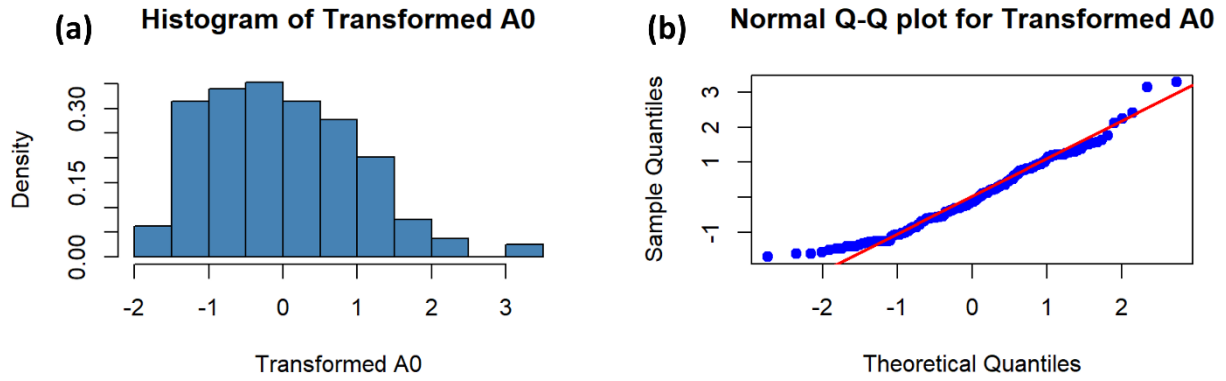 (a)
Histogram of Transformed A0
Density
0.30
0.15
0.00
-2 -1 0 1 2 3
Transformed A0
(b)
Normal Q-Q plot for Transformed A0
Sample Quantiles
3
2
1
-1
-2 -1 0 1 2
Theoretical Quantiles